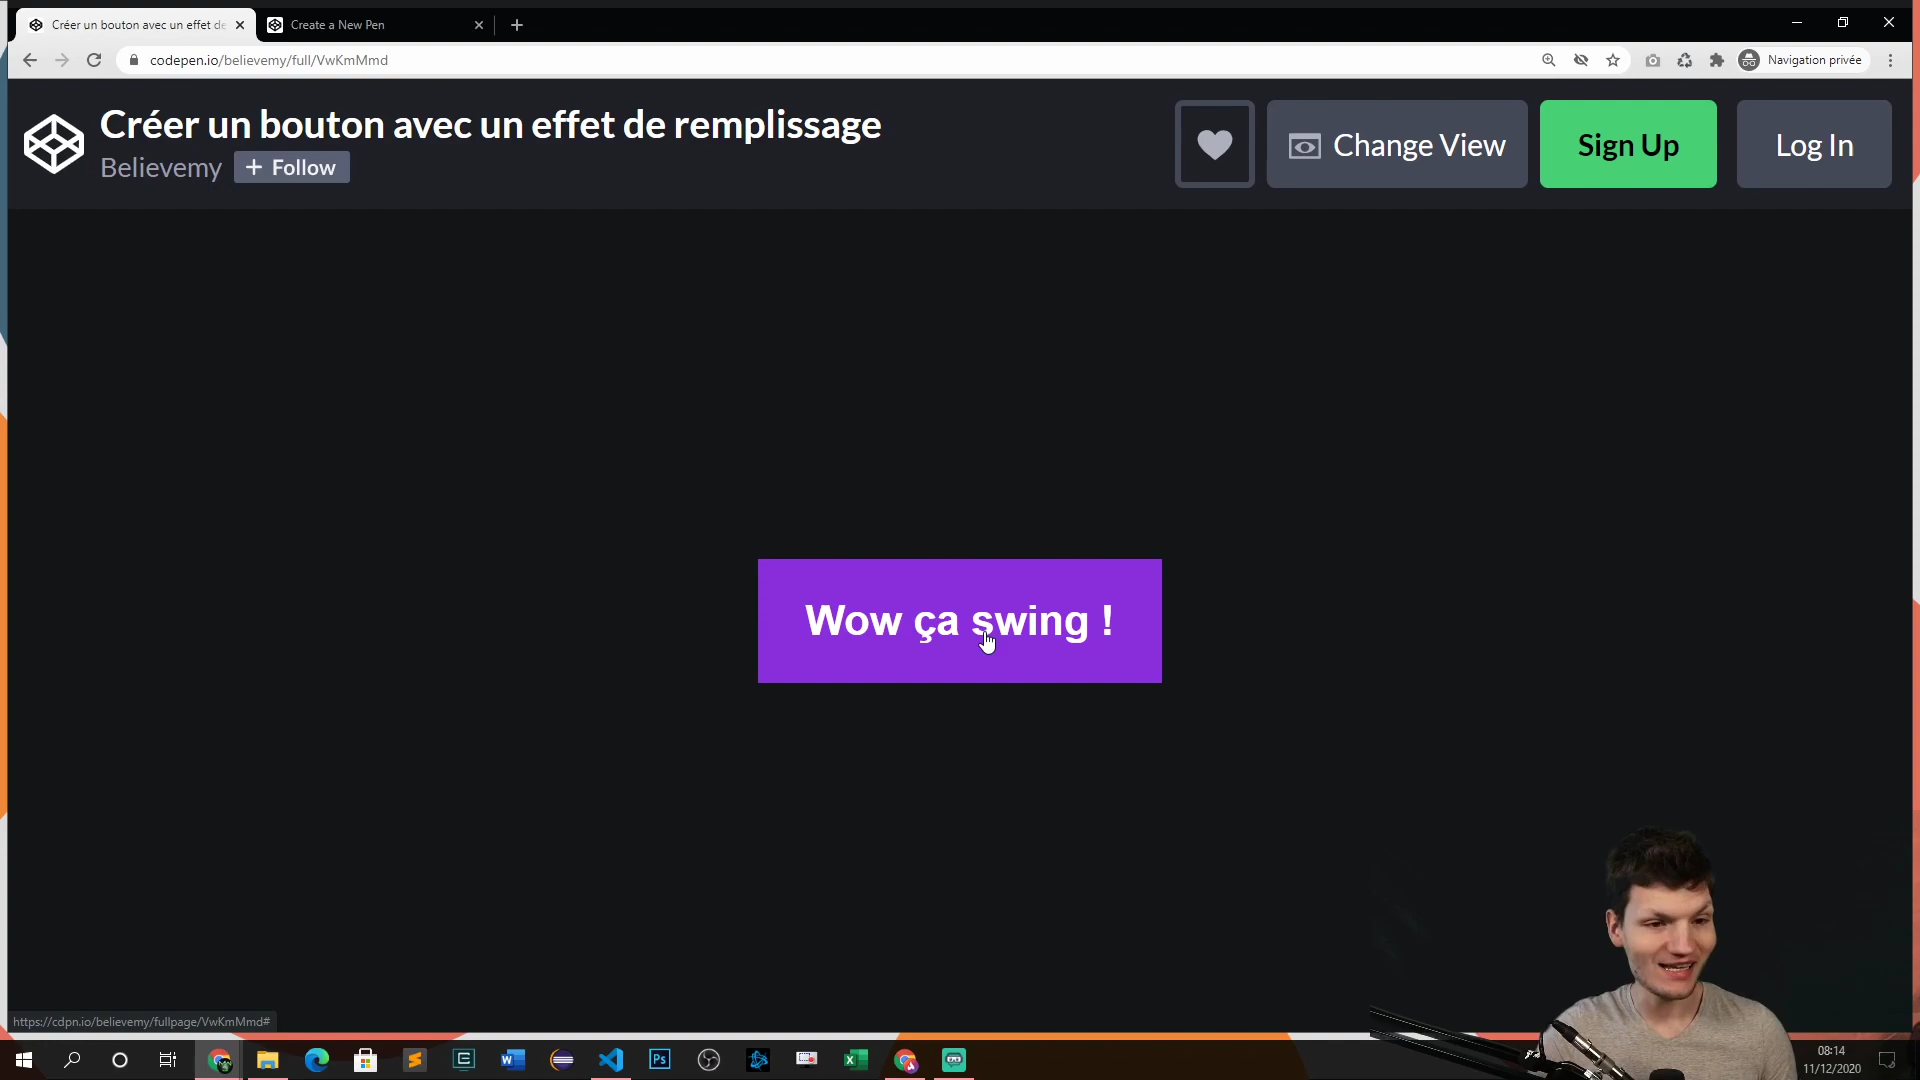 Créer un bouton avec un effet de
Create a New Pen
codepen.io/believemy/full/VwKmMmd
Navigation privée
Créer un bouton avec un effet de remplissage
Believemy
+ Follow
Change View
Sign Up
Log In
Wow ça swing !
https://cdpn.io/believemy/fullpage/VwKmMmd#
08:14
11/12/2020